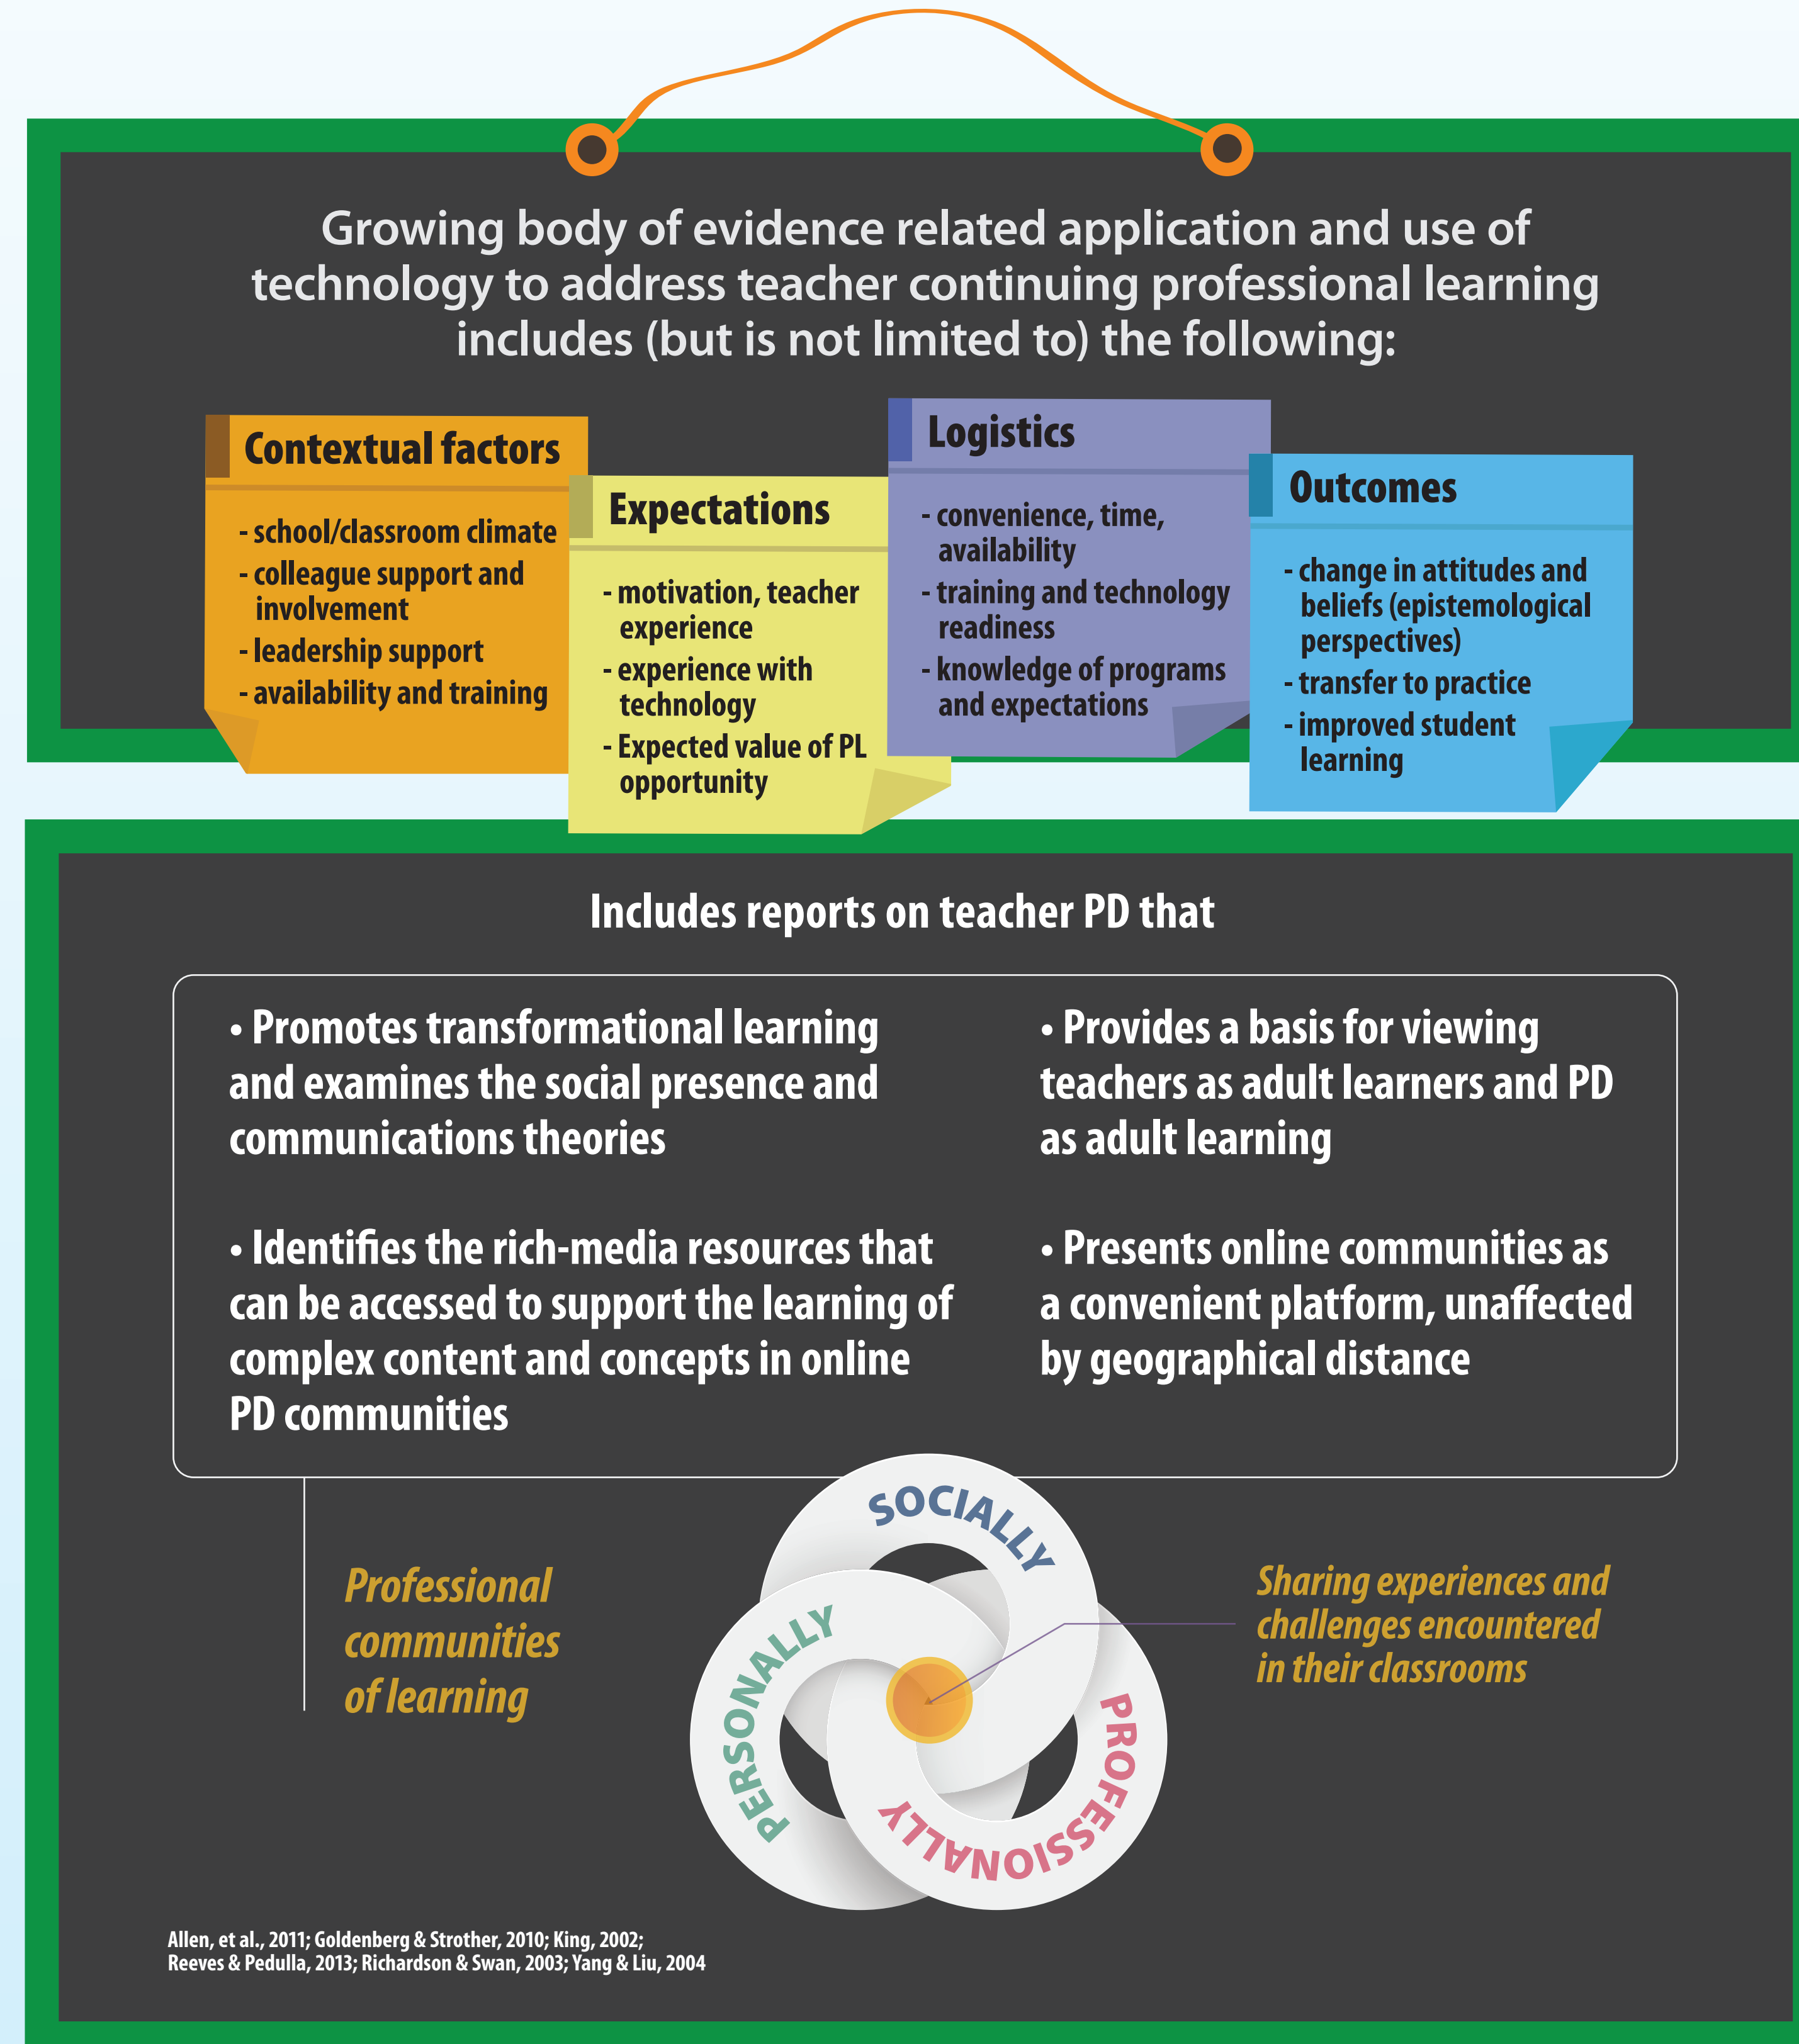 Growing body of evidence related application and use of
technology to address teacher continuing professional learning
includes (but is not limited to) the following:
Contextual factors
- school/classroom climate
- colleague support and
involvement
- leadership support
- availability and training
Expectations
- motivation, teacher
experience
- experience with
technology
- Expected value of PL
opportunity
Logistics
- convenience, time,
availability
- training and technology
readiness
- knowledge of programs
and expectations
Outcomes
- change in attitudes and
beliefs (epistemological
perspectives)
- transfer to practice
- improved student
learning
Includes reports on teacher PD that
• Promotes transformational learning
and examines the social presence and
communications theories
• Identifies the rich-media resources that
can be accessed to support the learning of
complex content and concepts in online
PD communities
• Provides a basis for viewing
teachers as adult learners and PD
as adult learning
• Presents online communities as
a convenient platform, unaffected
by geographical distance
Professional
communities
of learning
SOCIALLY
PERSONALLY
PROFESSIONALLY
Sharing experiences and
challenges encountered
in their classrooms
Allen, et al., 2011; Goldenberg & Strother, 2010; King, 2002;
Reeves & Pedulla, 2013; Richardson & Swan, 2003; Yang & Liu, 2004